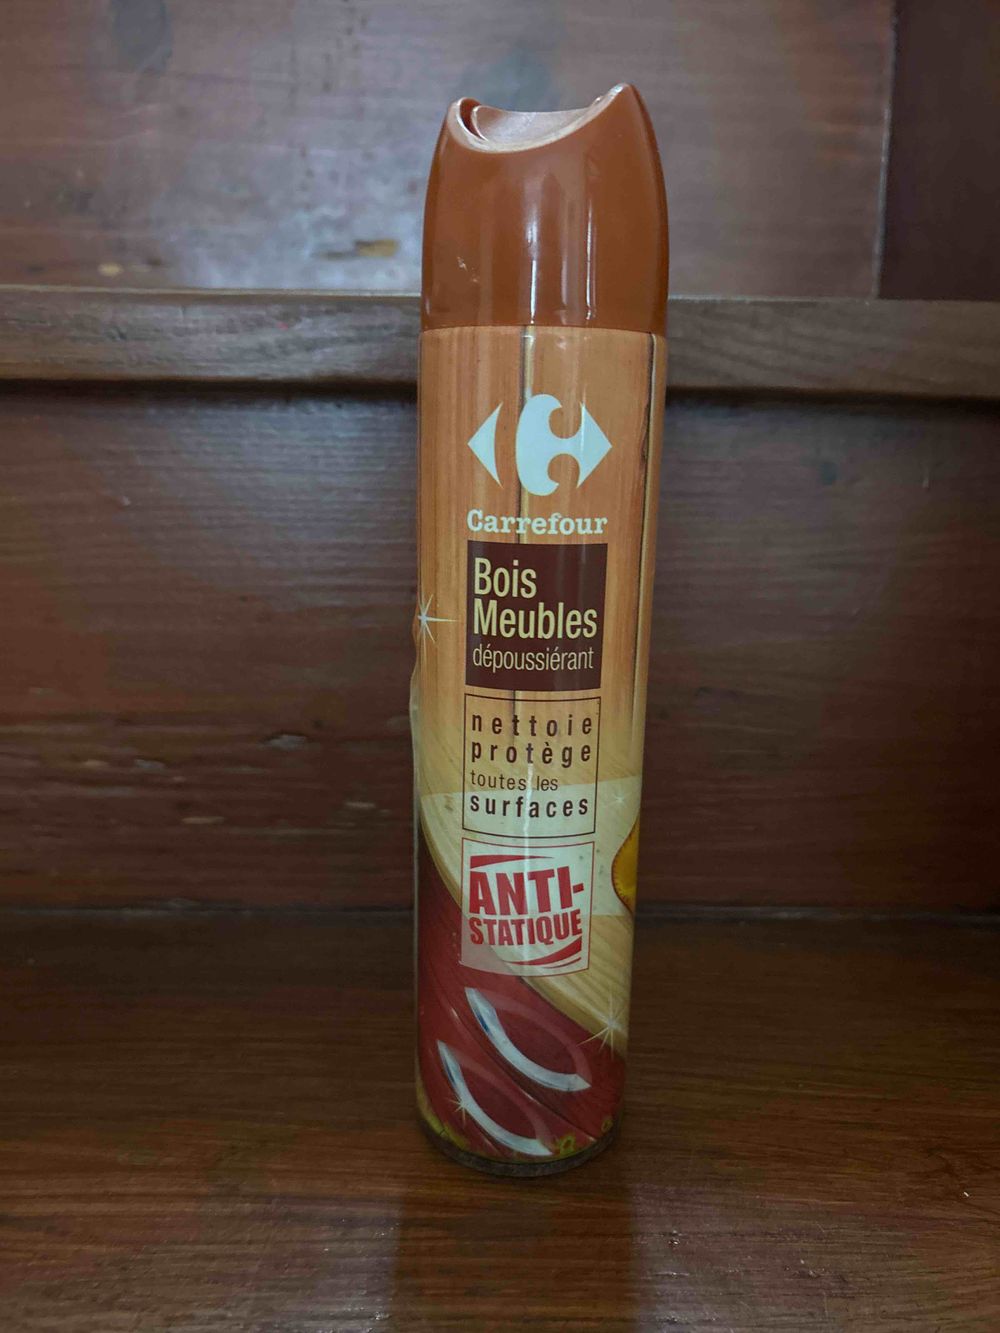 Carrefour
Bois
Meubles
dépoussiérant
nettoie
protège
toutes les
surfaces
ANTI-
STATIQUE